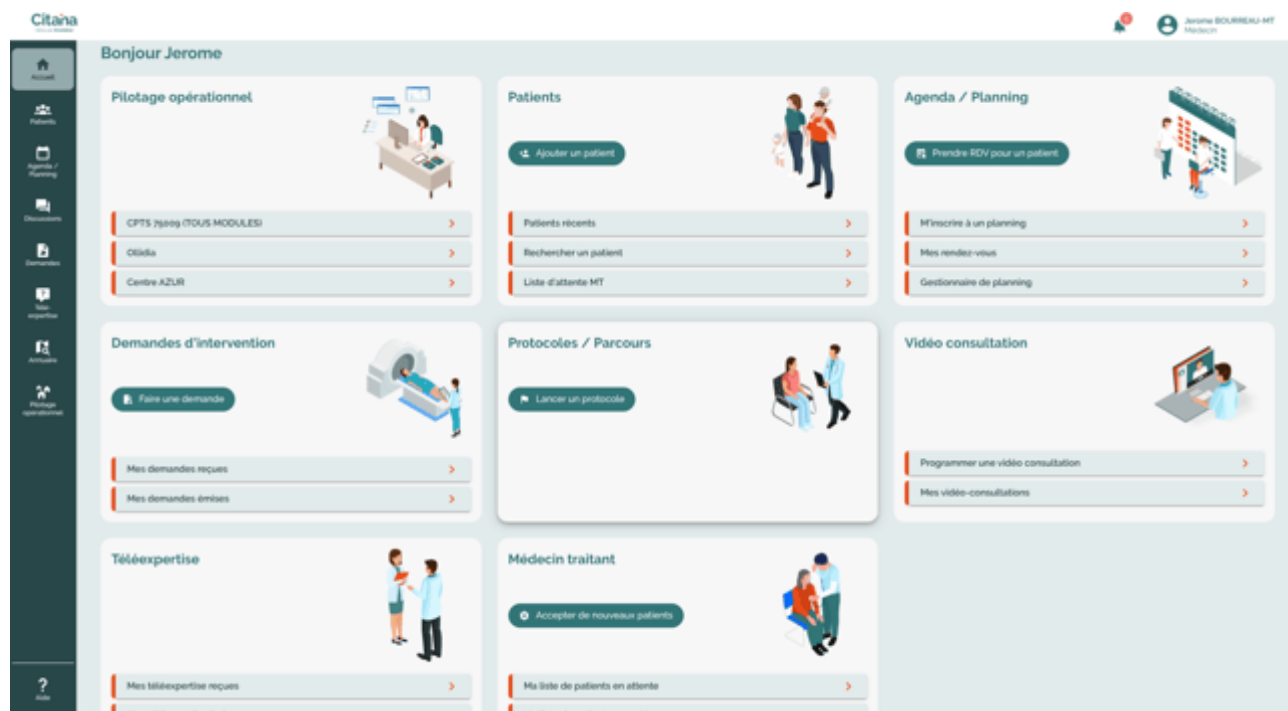 Citana
Jerome BOURREAU-MT
Médecin
Bonjour Jerome
Accueil
Patients
Agenda /
Planning
Discussions
Demandes
Télé-
expertise
Annuaire
Pilotage
opérationnel
Aide
Pilotage opérationnel
CPTS 75009 (TOUS MODULES)
Ollidia
Centre AZUR
Patients
Ajouter un patient
Patients récents
Rechercher un patient
Liste d'attente MT
Agenda / Planning
Prendre RDV pour un patient
M'inscrire à un planning
Mes rendez-vous
Gestionnaire de planning
Demandes d'intervention
Faire une demande
Mes demandes reçues
Mes demandes émises
Protocoles / Parcours
Lancer un protocole
Vidéo consultation
Programmer une vidéo consultation
Mes vidéo-consultations
Téléexpertise
Mes téléexpertise reçues
Médecin traitant
Accepter de nouveaux patients
Ma liste de patients en attente